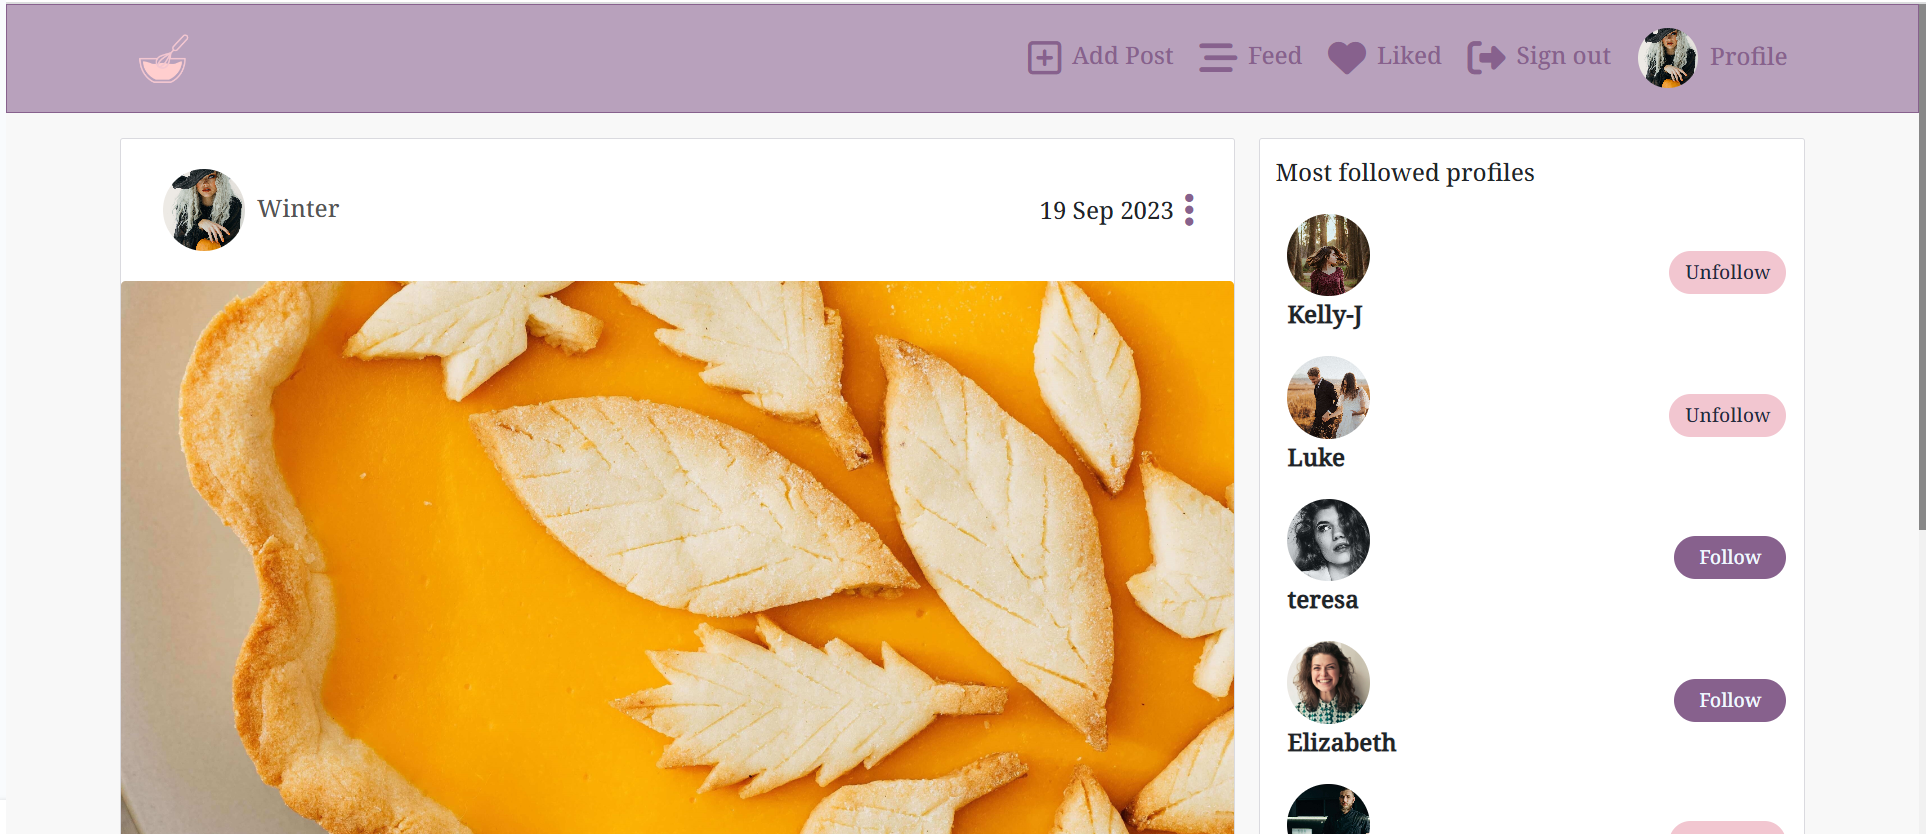 Add Post
Feed
Liked
Sign out
Profile
Winter
19 Sep 2023
Most followed profiles
Kelly-J
Unfollow
Luke
Unfollow
teresa
Follow
Elizabeth
Follow